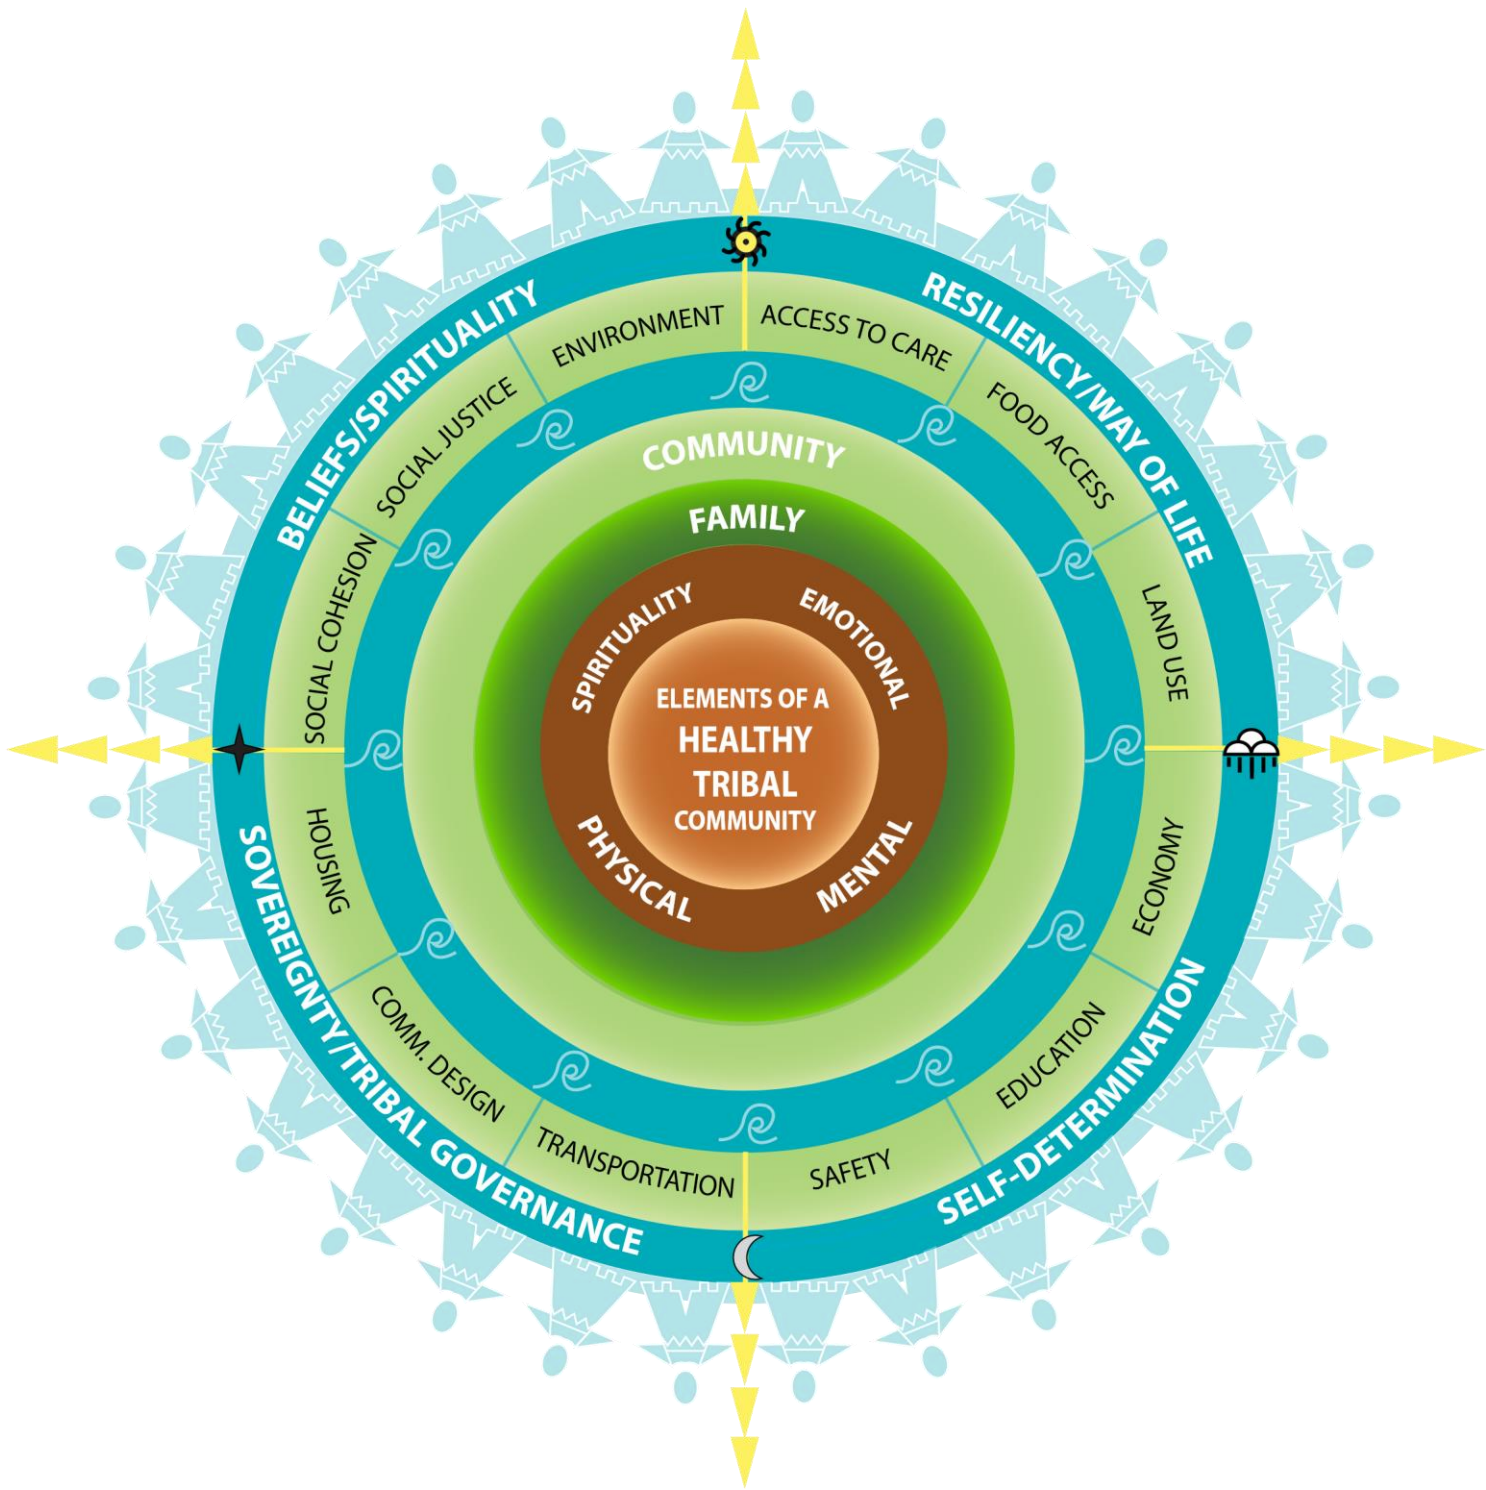 ELEMENTS OF A
HEALTHY
TRIBAL
COMMUNITY
SPIRITUALITY
EMOTIONAL
MENTAL
PHYSICAL
FAMILY
COMMUNITY
ACCESS TO CARE
FOOD ACCESS
LAND USE
ECONOMY
EDUCATION
SAFETY
TRANSPORTATION
COMM. DESIGN
HOUSING
SOCIAL COHESION
SOCIAL JUSTICE
ENVIRONMENT
RESILIENCY/WAY OF LIFE
SELF-DETERMINATION
SOVEREIGNTY/TRIBAL GOVERNANCE
BELIEFS/SPIRITUALITY